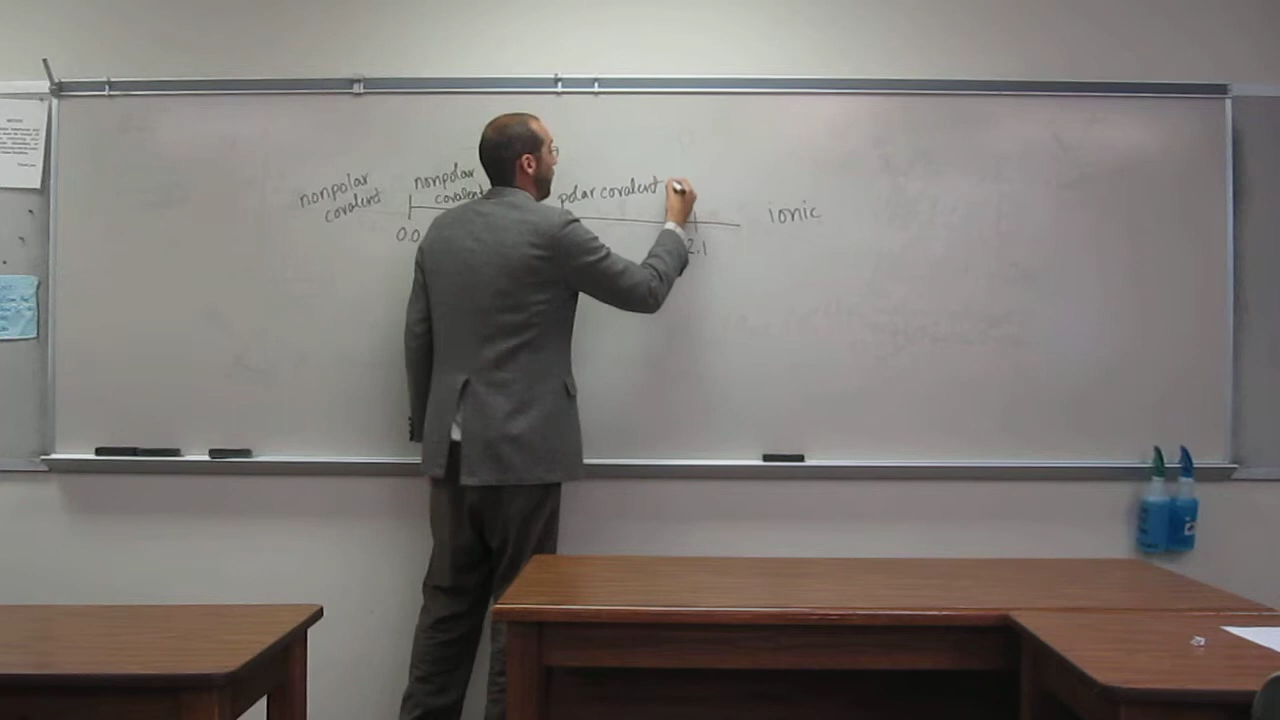 nonpolar
covalent
nonpolar
covalent
polar covalent
ionic
0.0
2.1